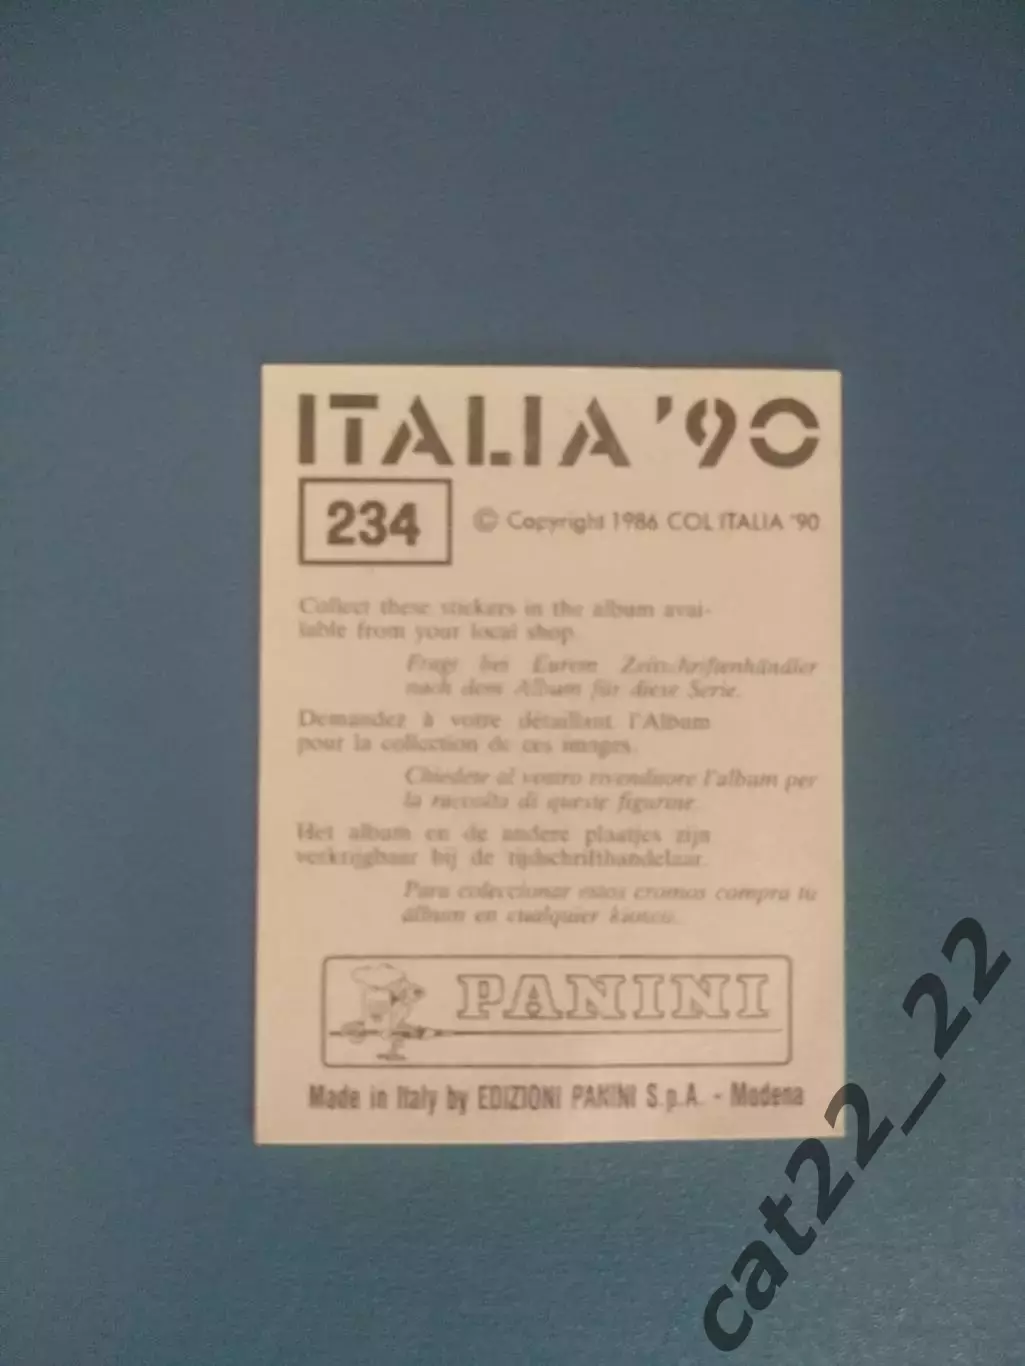 ITALIA '90
234
© Copyright 1986 COL ITALIA '90
Collect these stickers in the album avai-
lable from your local shop.
Fragt bei Eurem Zeitschriftenhändler
nach dem Album für diese Serie.
Demandez à votre détaillant l'Album
pour la collection de ces images.
Chiedete al vostro rivenditore l'album per
la raccolta di queste figurine.
Het album en de andere plaatjes zijn
verkrijgbaar bij de tijdschrifthandelaar.
Para coleccionar estos cromos compra tu
álbum en cualquier kiosco.
PANINI
Made in Italy by EDIZIONI PANINI S.p.A. - Modena
cat22_22